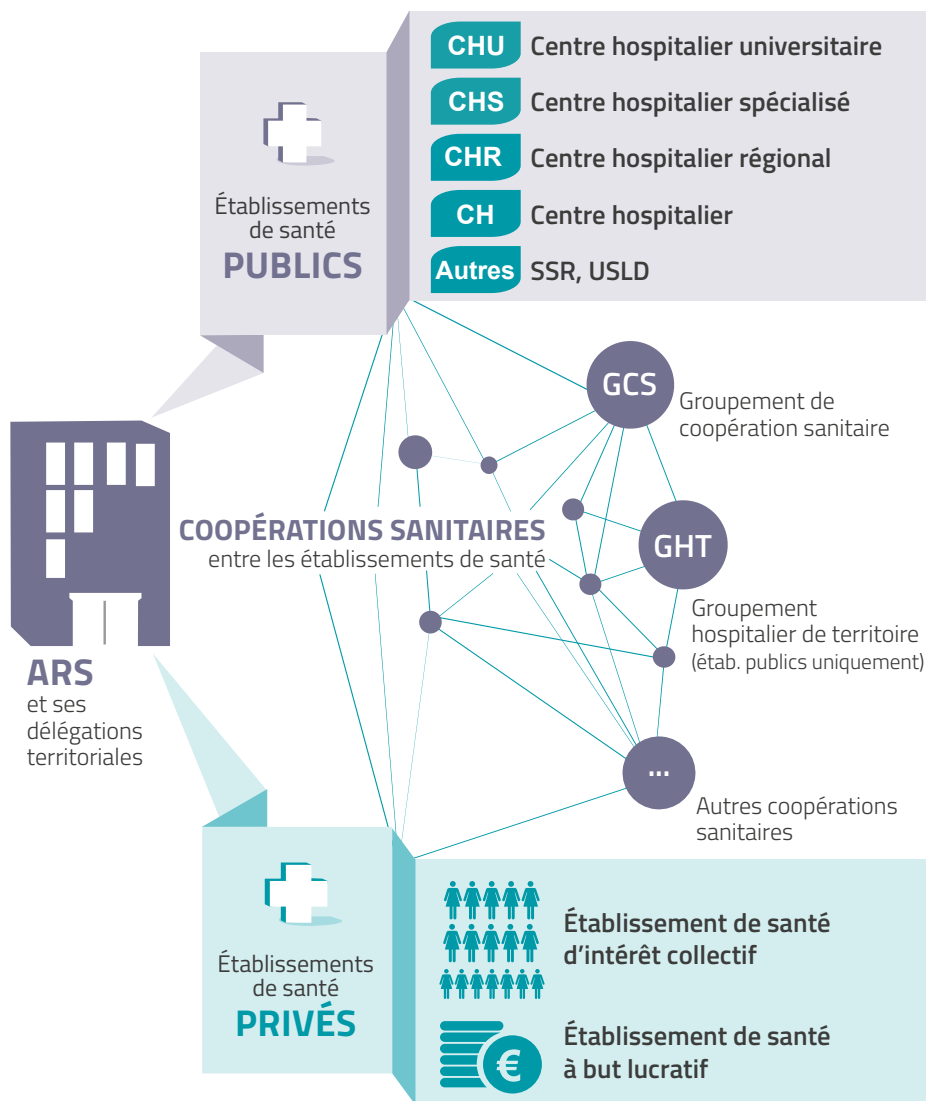 CHU Centre hospitalier universitaire
CHS Centre hospitalier spécialisé
CHR Centre hospitalier régional
CH Centre hospitalier
Autres SSR, USLD
Établissements
de santé
PUBLICS
GCS
Groupement de
coopération sanitaire
COOPÉRATIONS SANITAIRES
entre les établissements de santé
GHT
Groupement
hospitalier de territoire
(étab. publics uniquement)
ARS
et ses
délégations
territoriales
...
Autres coopérations
sanitaires
Établissements
de santé
PRIVÉS
Établissement de santé
d’intérêt collectif
€
Établissement de santé
à but lucratif